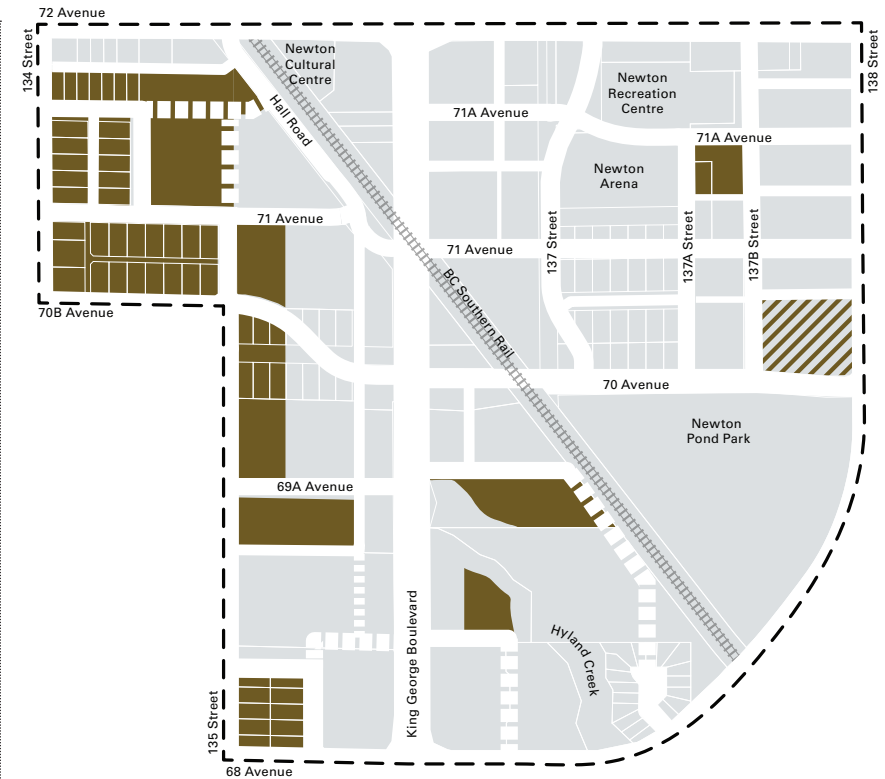 72 Avenue
134 Street
138 Street
Newton
Cultural
Centre
Newton
Recreation
Centre
Hall Road
71A Avenue
71A Avenue
Newton
Arena
71 Avenue
71 Avenue
137 Street
137A Street
137B Street
BC Southern Rail
70B Avenue
70 Avenue
Newton
Pond Park
69A Avenue
King George Boulevard
Hyland Creek
135 Street
68 Avenue